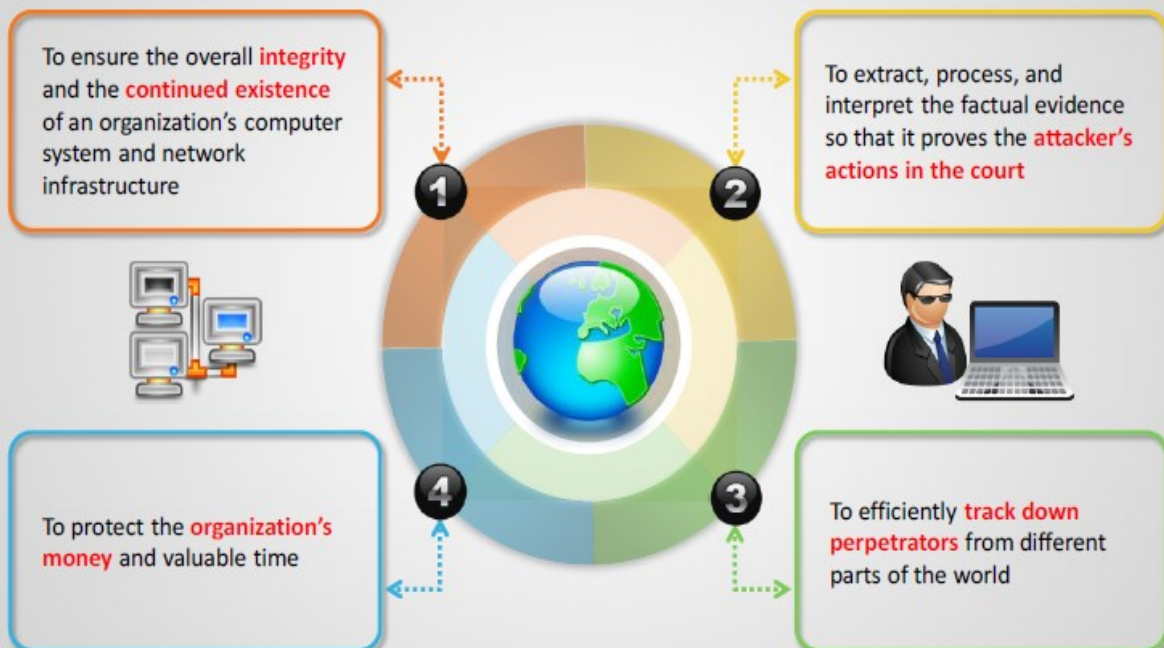 To ensure the overall integrity
and the continued existence
of an organization's computer
system and network
infrastructure
1
To extract, process, and
interpret the factual evidence
so that it proves the attacker's
actions in the court
2
To efficiently track down
perpetrators from different
parts of the world
3
To protect the organization's
money and valuable time
4